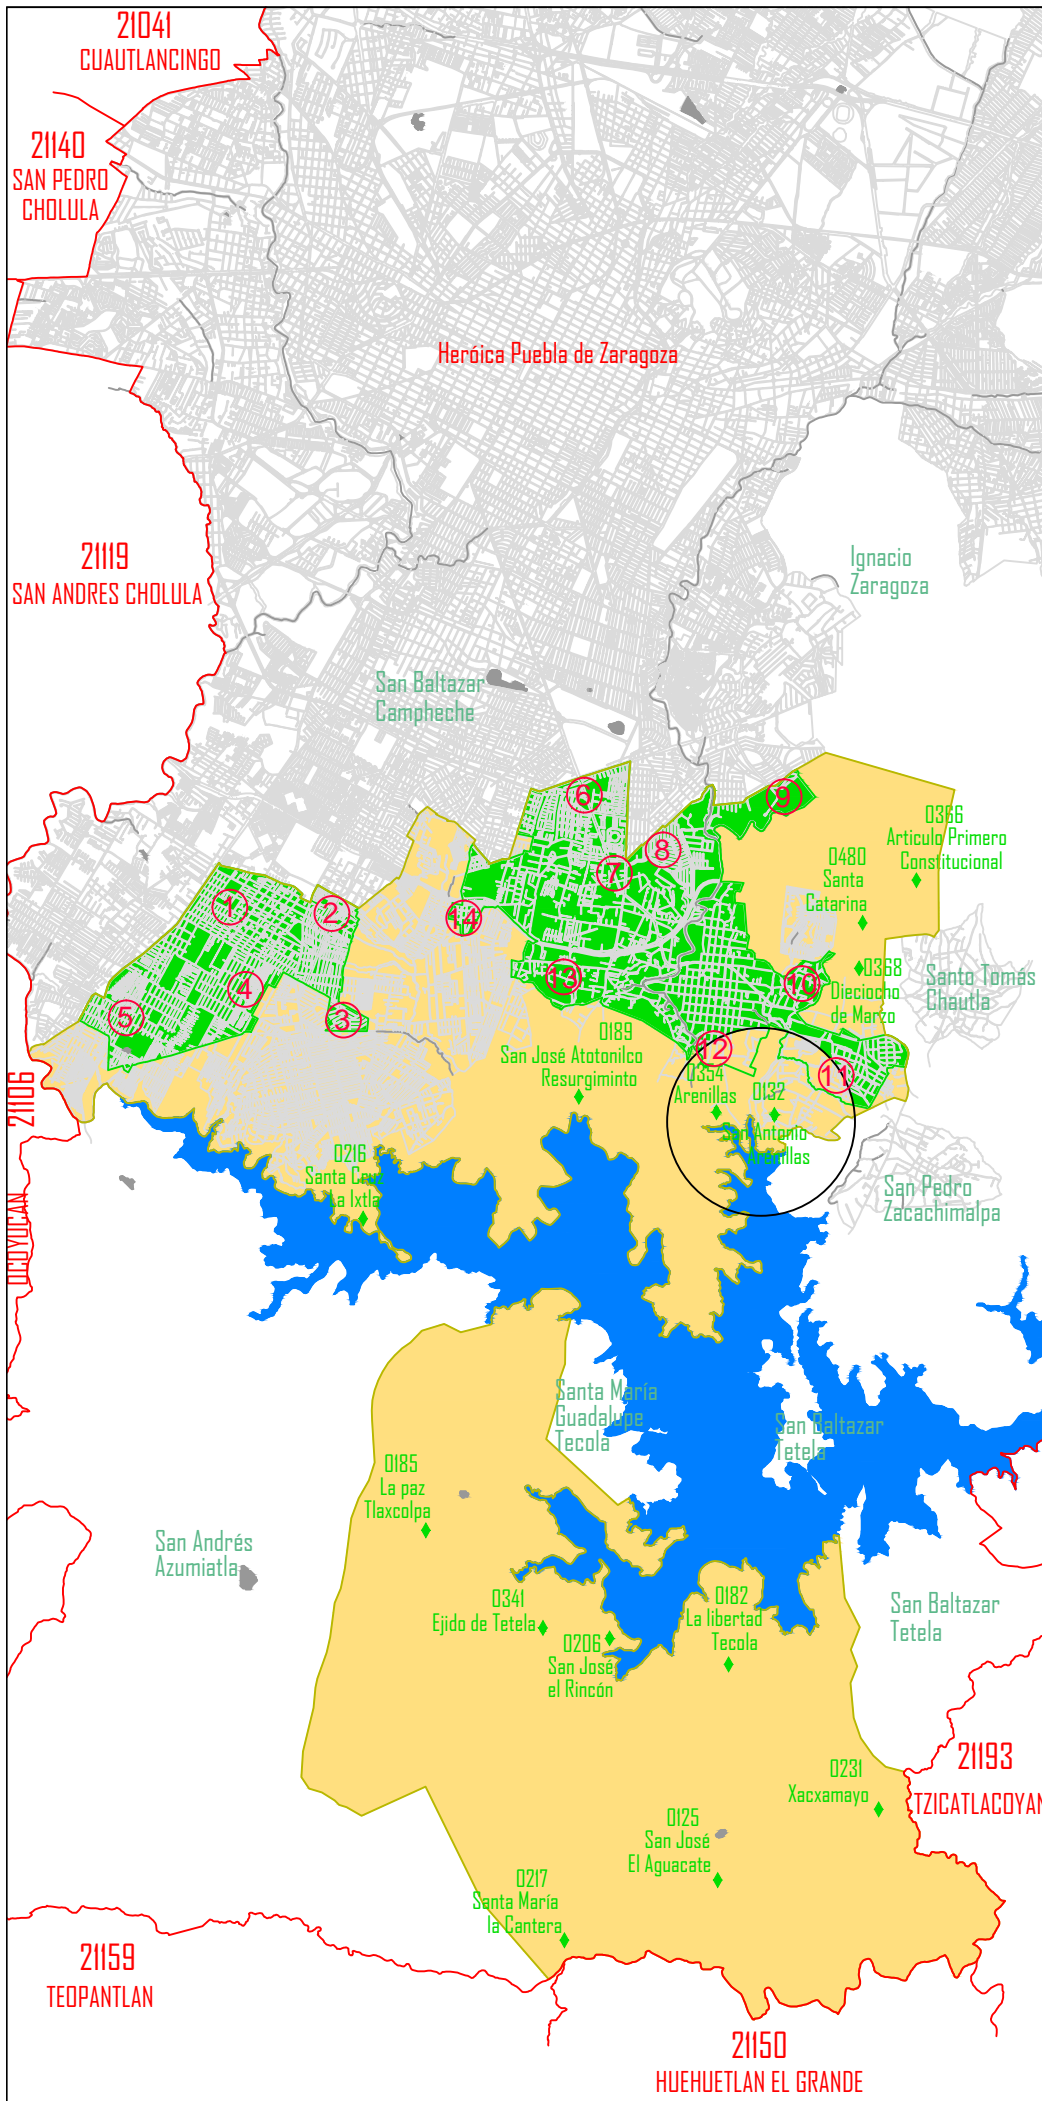 21041
CUAUTLANCINGO
21140
SAN PEDRO
CHOLULA
Heróica Puebla de Zaragoza
21119
SAN ANDRES CHOLULA
Ignacio
Zaragoza
San Baltazar
Campheche
6
9
8
7
0366
Articulo Primero
Constitucional
0480
Santa
Catarina
1
2
14
4
5
3
13
10
0368
Dieciocho
de Marzo
Santo Tomás
Chautla
0189
San José Atotonilco
Resurgiminto
12
11
0354
Arenillas
0132
San Antonio
Arenillas
21106
OCOYUCAN
0216
Santa Cruz
La Ixtla
San Pedro
Zacachimalpa
Santa María
Guadalupe
Tecola
San Baltazar
Tetela
0185
La paz
Tlaxcolpa
San Andrés
Azumiatla
0341
Ejido de Tetela
0206
San José
el Rincón
0182
La libertad
Tecola
San Baltazar
Tetela
0231
Xacxamayo
21193
TZICATLACOYAN
0125
San José
El Aguacate
0217
Santa María
la Cantera
21159
TEOPANTLAN
21150
HUEHUETLAN EL GRANDE